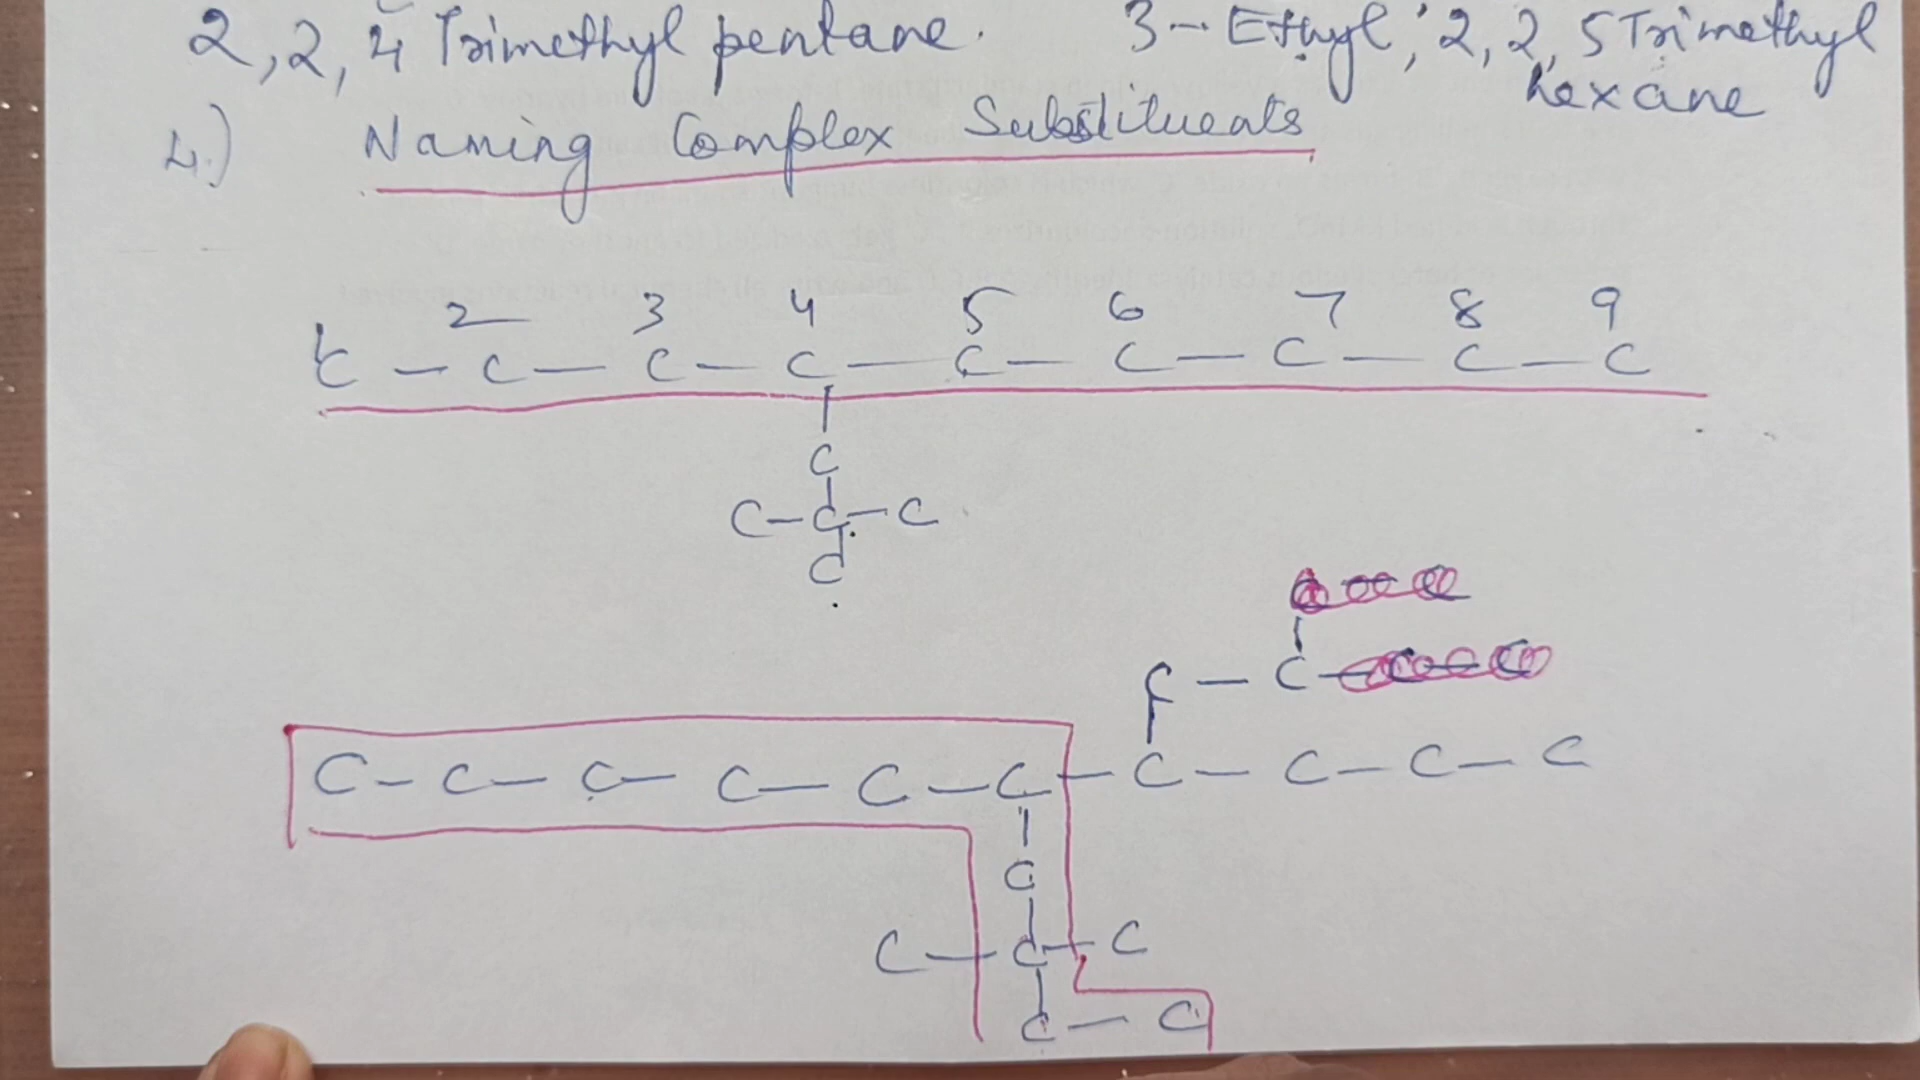 2,2,4 Trimethyl pentane. 3-Ethyl, 2,2,5 Trimethyl
hexane
4.) Naming Complex Substituents
1 2 3 4 5 6 7 8 9
C - C - C - C - C - C - C - C - C
C
C - C - C
C
C - C
C - C - C - C - C - C - C - C - C - C
C
C - C - C
C - C